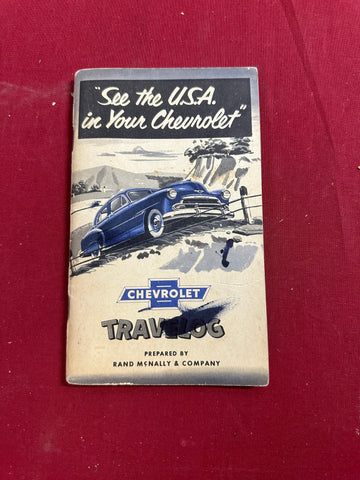 "See the U.S.A.
in Your Chevrolet"
CHEVROLET
TRAVELOG
PREPARED BY
RAND McNALLY & COMPANY